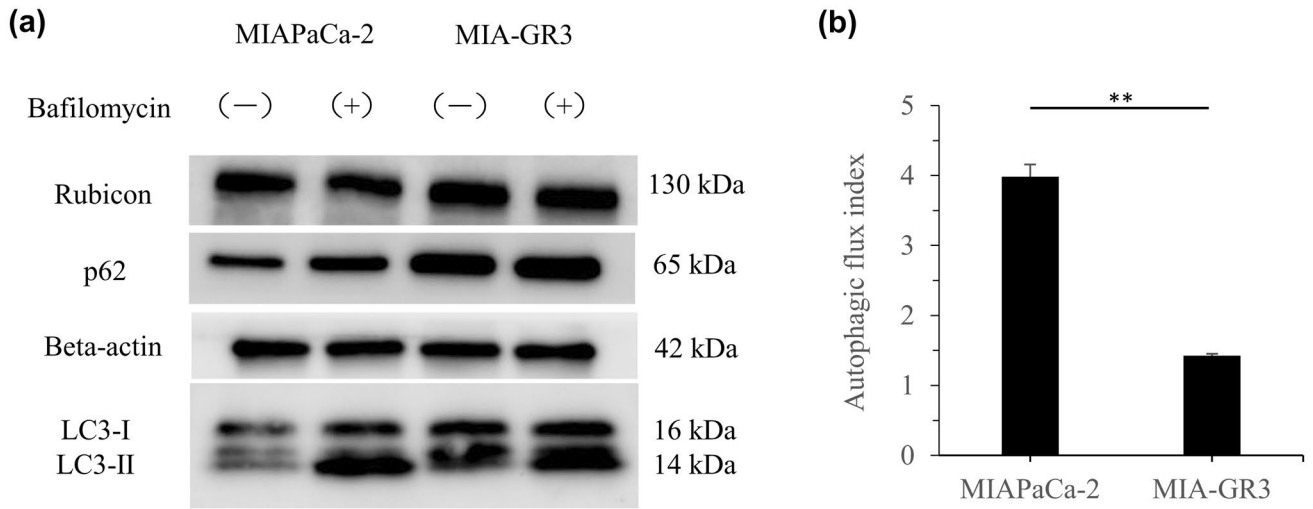 (a)
MIAPaCa-2 MIA-GR3
Bafilomycin (−) (+) (−) (+)
Rubicon 130 kDa
p62 65 kDa
Beta-actin 42 kDa
LC3-I 16 kDa
LC3-II 14 kDa
(b)
**
Autophagic flux index
5
4
3
2
1
0
MIAPaCa-2 MIA-GR3